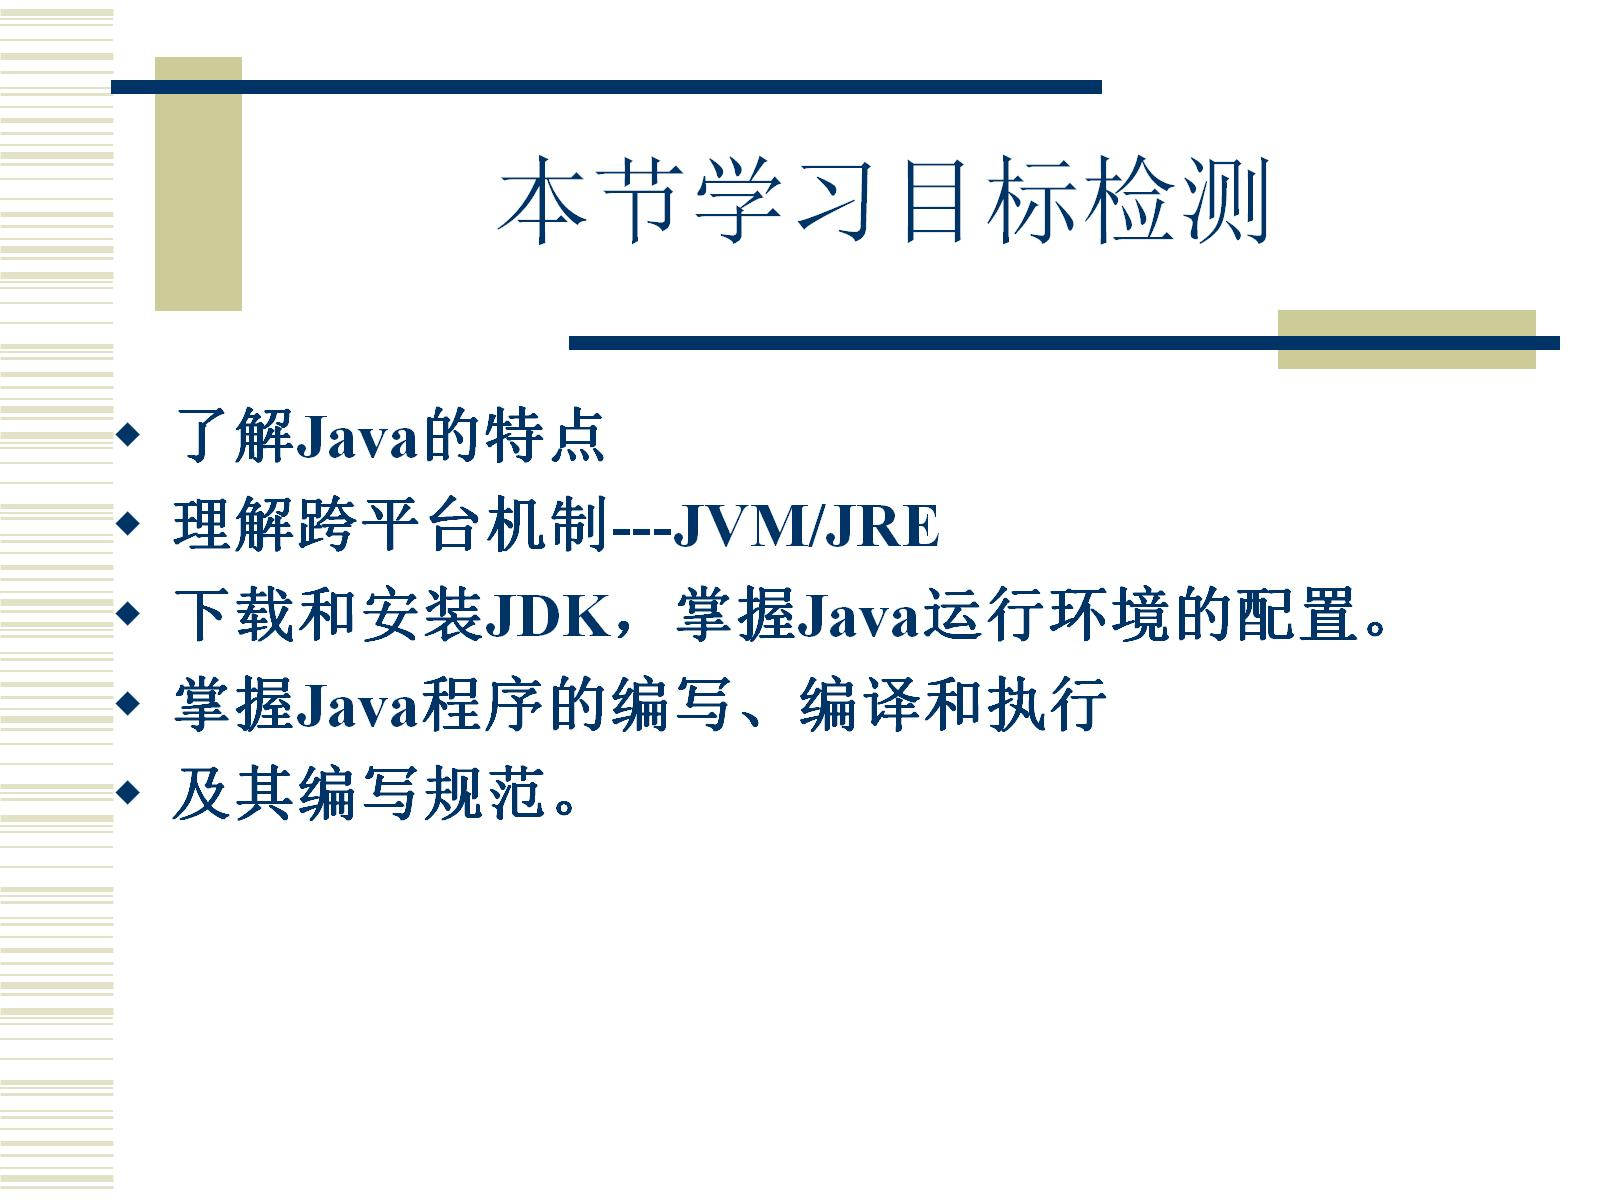 本节学习目标检测
了解Java的特点
理解跨平台机制---JVM/JRE
下载和安装JDK，掌握Java运行环境的配置。
掌握Java程序的编写、编译和执行
及其编写规范。